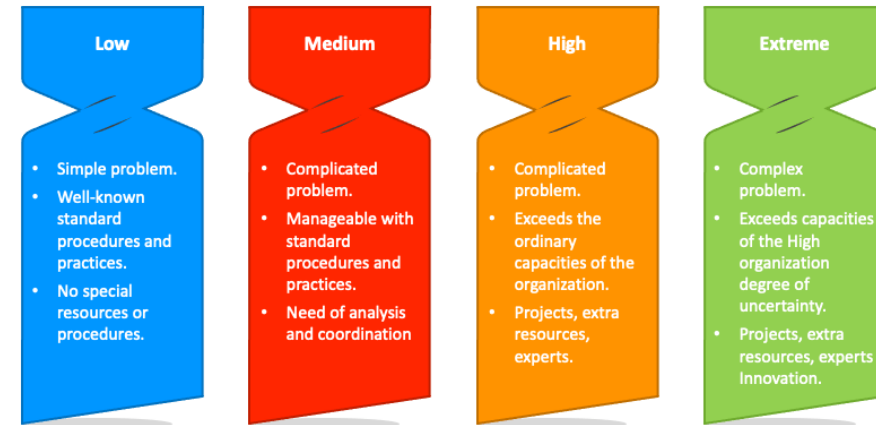 Low
• Simple problem.
• Well-known
standard
procedures and
practices.
• No special
resources or
procedures.
Medium
• Complicated
problem.
• Manageable with
standard
procedures and
practices.
• Need of analysis
and coordination
High
• Complicated
problem.
• Exceeds the
ordinary
capacities of the
organization.
• Projects, extra
resources,
experts.
Extreme
• Complex
problem.
• Exceeds capacities
of the High
organization
degree of
uncertainty.
• Projects, extra
resources, experts
Innovation.